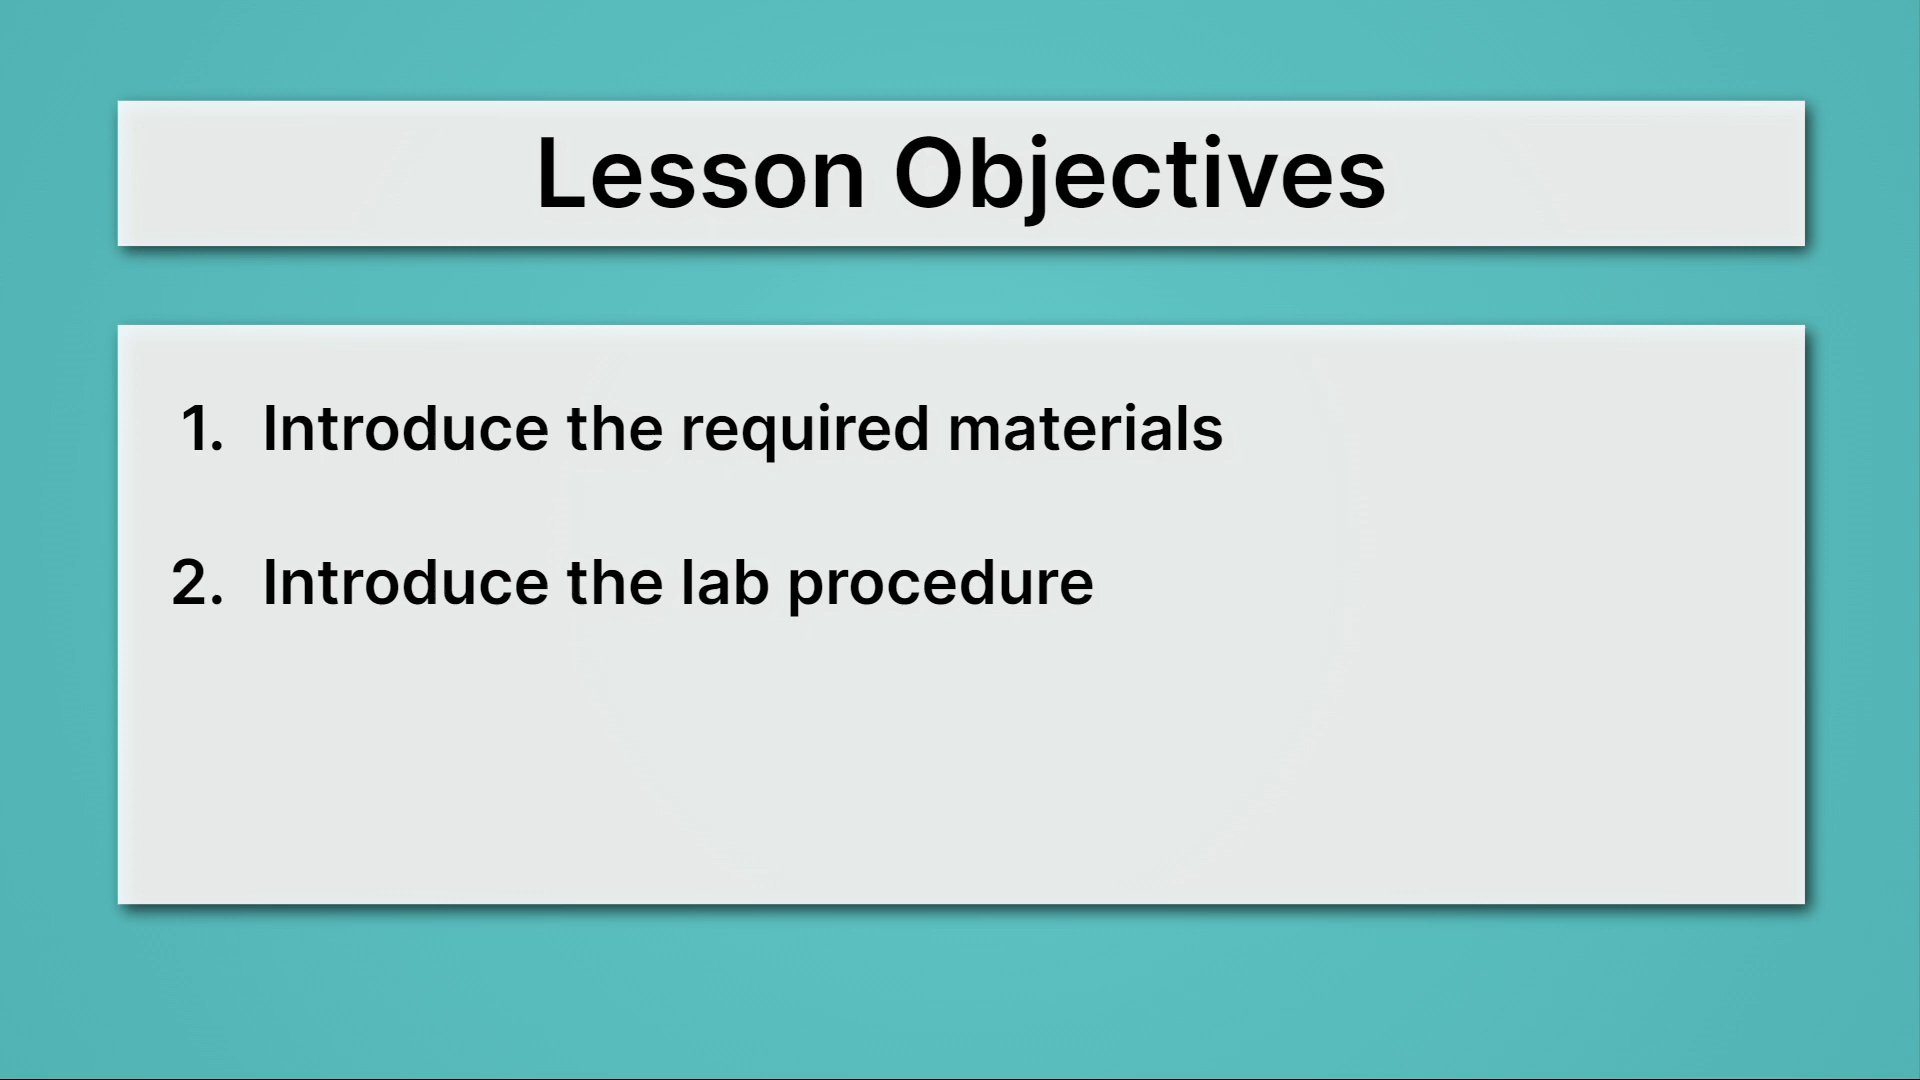 Lesson Objectives
1. Introduce the required materials
2. Introduce the lab procedure